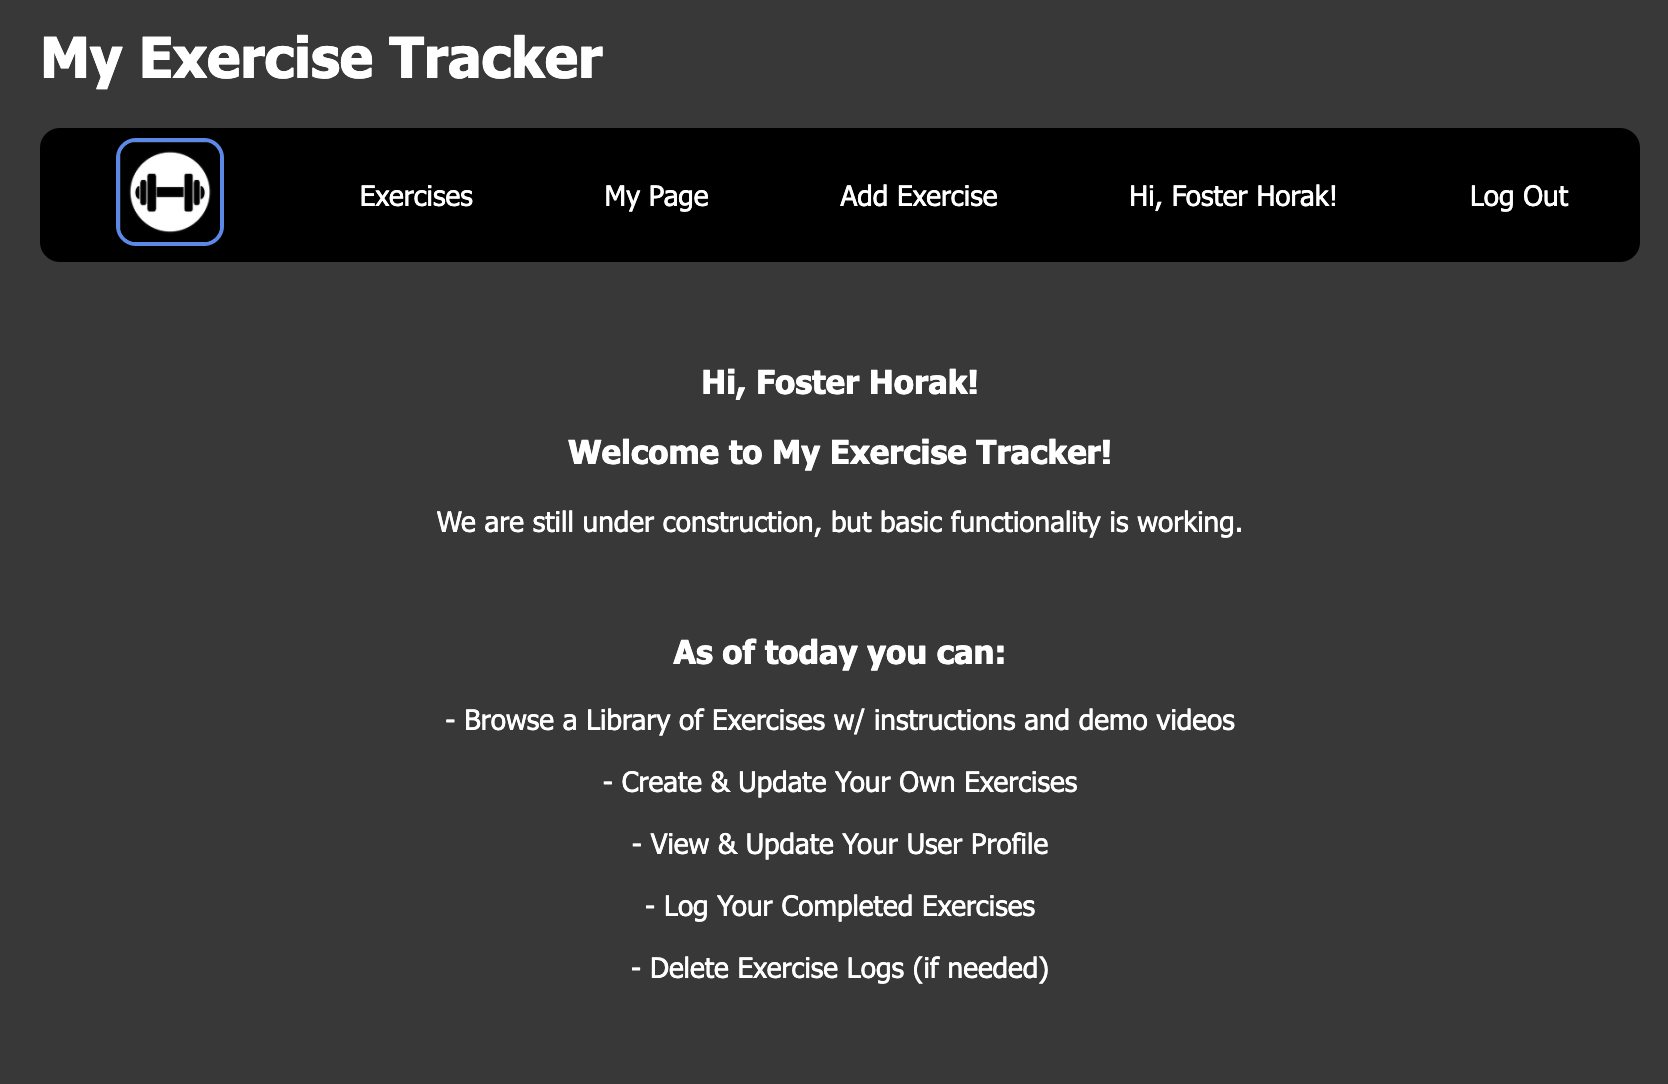 My Exercise Tracker
Exercises My Page Add Exercise Hi, Foster Horak! Log Out
Hi, Foster Horak!
Welcome to My Exercise Tracker!
We are still under construction, but basic functionality is working.
As of today you can:
- Browse a Library of Exercises w/ instructions and demo videos
- Create & Update Your Own Exercises
- View & Update Your User Profile
- Log Your Completed Exercises
- Delete Exercise Logs (if needed)